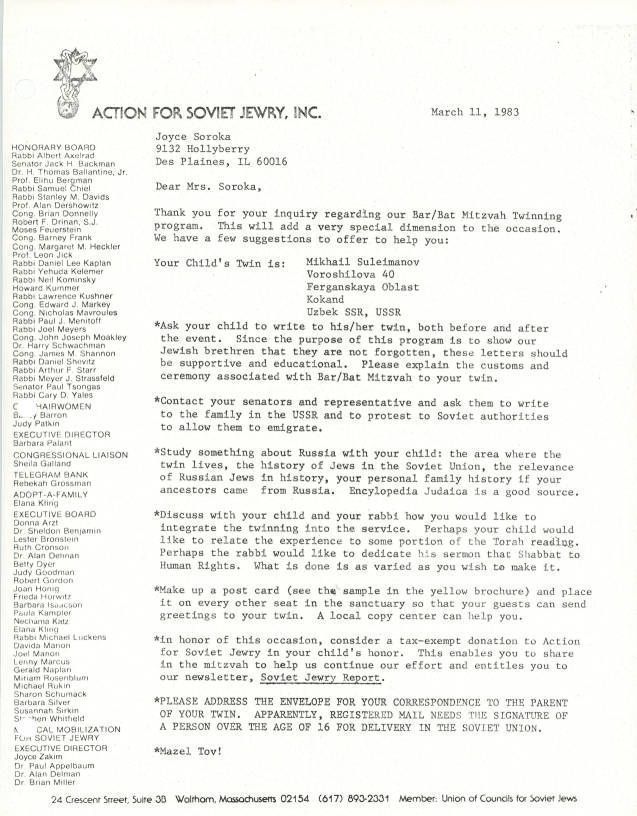 ACTION FOR SOVIET JEWRY, INC.
March 11, 1983
Joyce Soroka
9132 Hollyberry
Des Plaines, IL 60016
Dear Mrs. Soroka,
Thank you for your inquiry regarding our Bar/Bat Mitzvah Twinning
program. This will add a very special dimension to the occasion.
We have a few suggestions to offer to help you:
Your Child's Twin is: Mikhail Suleimanov
Voroshilova 40
Ferganskaya Oblast
Kokand
Uzbek SSR, USSR
*Ask your child to write to his/her twin, both before and after
the event. Since the purpose of this program is to show our
Jewish brethren that they are not forgotten, these letters should
be supportive and educational. Please explain the customs and
ceremony associated with Bar/Bat Mitzvah to your twin.
*Contact your senators and representative and ask them to write
to the family in the USSR and to protest to Soviet authorities
to allow them to emigrate.
*Study something about Russia with your child: the area where the
twin lives, the history of Jews in the Soviet Union, the relevance
of Russian Jews in history, your personal family history if your
ancestors came from Russia. Encylopedia Judaica is a good source.
*Discuss with your child and your rabbi how you would like to
integrate the twinning into the service. Perhaps your child would
like to relate the experience to some portion of the Torah reading.
Perhaps the rabbi would like to dedicate his sermon that Shabbat to
Human Rights. What is done is as varied as you wish to make it.
*Make up a post card (see the sample in the yellow brochure) and place
it on every other seat in the sanctuary so that your guests can send
greetings to your twin. A local copy center can help you.
*in honor of this occasion, consider a tax-exempt donation to Action
for Soviet Jewry in your child's honor. This enables you to share
in the mitzvah to help us continue our effort and entitles you to
our newsletter, Soviet Jewry Report.
*PLEASE ADDRESS THE ENVELOPE FOR YOUR CORRESPONDENCE TO THE PARENT
OF YOUR TWIN. APPARENTLY, REGISTERED MAIL NEEDS THE SIGNATURE OF
A PERSON OVER THE AGE OF 16 FOR DELIVERY IN THE SOVIET UNION.
*Mazel Tov!
HONORARY BOARD
Rabbi Albert Axelrad
Senator Jack H. Backman
Dr. H. Thomas Ballantine, Jr.
Prof. Elihu Bergman
Rabbi Samuel Chiel
Rabbi Stanley M. Davids
Prof. Alan Dershowitz
Cong. Brian Donnelly
Robert F. Drinan, S.J.
Moses Feuerstein
Cong. Barney Frank
Cong. Margaret M. Heckler
Prof. Leon Jick
Rabbi Daniel Lee Kaplan
Rabbi Yehuda Kelemer
Rabbi Neil Kominsky
Howard Kummer
Rabbi Lawrence Kushner
Cong. Edward J. Markey
Cong. Nicholas Mavroules
Rabbi Paul J. Menitoff
Rabbi Joel Meyers
Cong. John Joseph Moakley
Dr. Harry Schwachman
Cong. James M. Shannon
Rabbi Daniel Shevitz
Rabbi Arthur F. Starr
Rabbi Meyer J. Strassfeld
Senator Paul Tsongas
Rabbi Cary D. Yales
HAIRWOMEN
Barron
Judy Patkin
EXECUTIVE DIRECTOR
Barbara Palant
CONGRESSIONAL LIAISON
Sheila Galland
TELEGRAM BANK
Rebekah Grossman
ADOPT-A-FAMILY
Elana Kling
EXECUTIVE BOARD
Donna Arzt
Dr. Sheldon Benjamin
Lester Bronstein
Ruth Cronson
Dr. Alan Delman
Betty Dyer
Judy Goodman
Robert Gordon
Joan Honig
Frieda Hurwitz
Barbara Isaacson
Paula Kampler
Nechama Katz
Elana Kling
Rabbi Michael Luckens
Davida Manon
Joel Manon
Lenny Marcus
Gerald Naplan
Miriam Rosenblum
Michael Rukin
Sharon Schumack
Barbara Silver
Susannah Sirkin
Whitfield
CAL MOBILIZATION
FOR SOVIET JEWRY
EXECUTIVE DIRECTOR
Joyce Zakim
Dr. Paul Appelbaum
Dr. Alan Delman
Dr. Brian Miller
24 Crescent Street, Suite 3B Waltham, Massachusetts 02154 (617) 893-2331 Member: Union of Councils for Soviet Jews